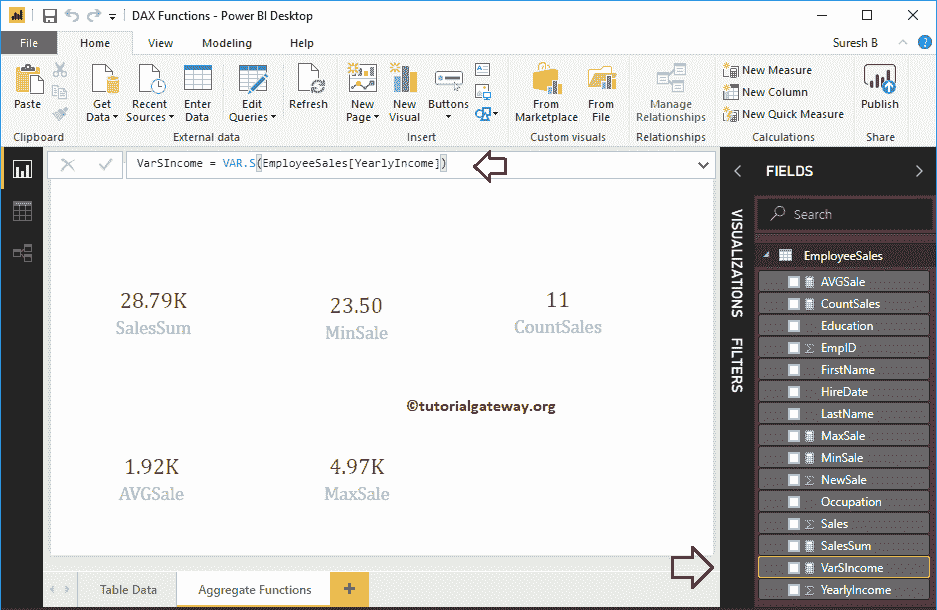 DAX Functions - Power BI Desktop
File Home View Modeling Help Suresh B ?
Paste Get Data Recent Sources Enter Data Edit Queries Refresh New Page New Visual Buttons From Marketplace From File Manage Relationships New Measure New Column New Quick Measure Publish
Clipboard External data Insert Custom visuals Relationships Calculations Share
VarSIncome = VAR.S(EmployeeSales[YearlyIncome])
28.79K
SalesSum
23.50
MinSale
11
CountSales
©tutorialgateway.org
1.92K
AVGSale
4.97K
MaxSale
VISUALIZATIONS
FILTERS
FIELDS
Search
EmployeeSales
AVGSale
CountSales
Education
EmpID
FirstName
HireDate
LastName
MaxSale
MinSale
NewSale
Occupation
Sales
SalesSum
VarSIncome
YearlyIncome
Table Data Aggregate Functions +